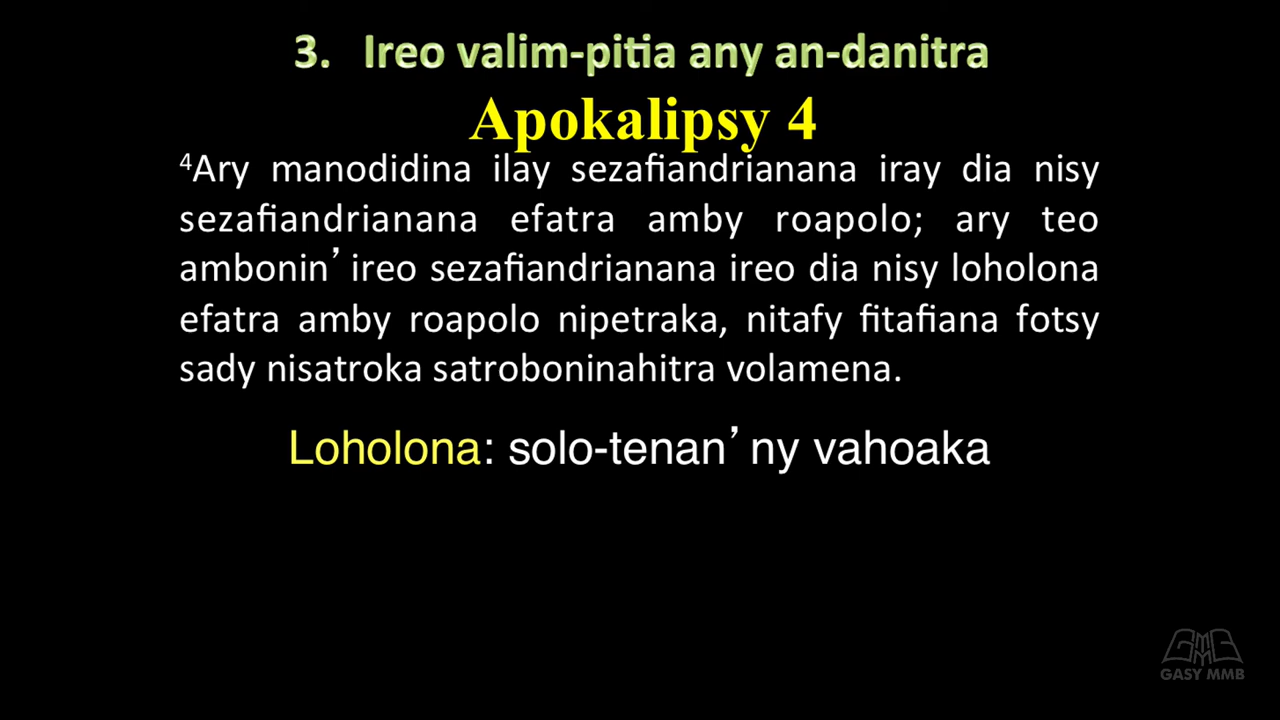 3. Ireo valim-pitia any an-danitra
Apokalipsy 4
⁴Ary manodidina ilay sezafiandrianana iray dia nisy
sezafiandrianana efatra amby roapolo; ary teo
ambonin’ ireo sezafiandrianana ireo dia nisy loholona
efatra amby roapolo nipetraka, nitafy fitafiana fotsy
sady nisatroka satroboninahitra volamena.
Loholona: solo-tenan’ ny vahoaka
GMMG
GASY MMB